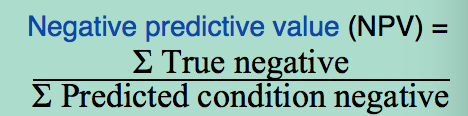 Negative predictive value (NPV) =
Σ True negative
Σ Predicted condition negative